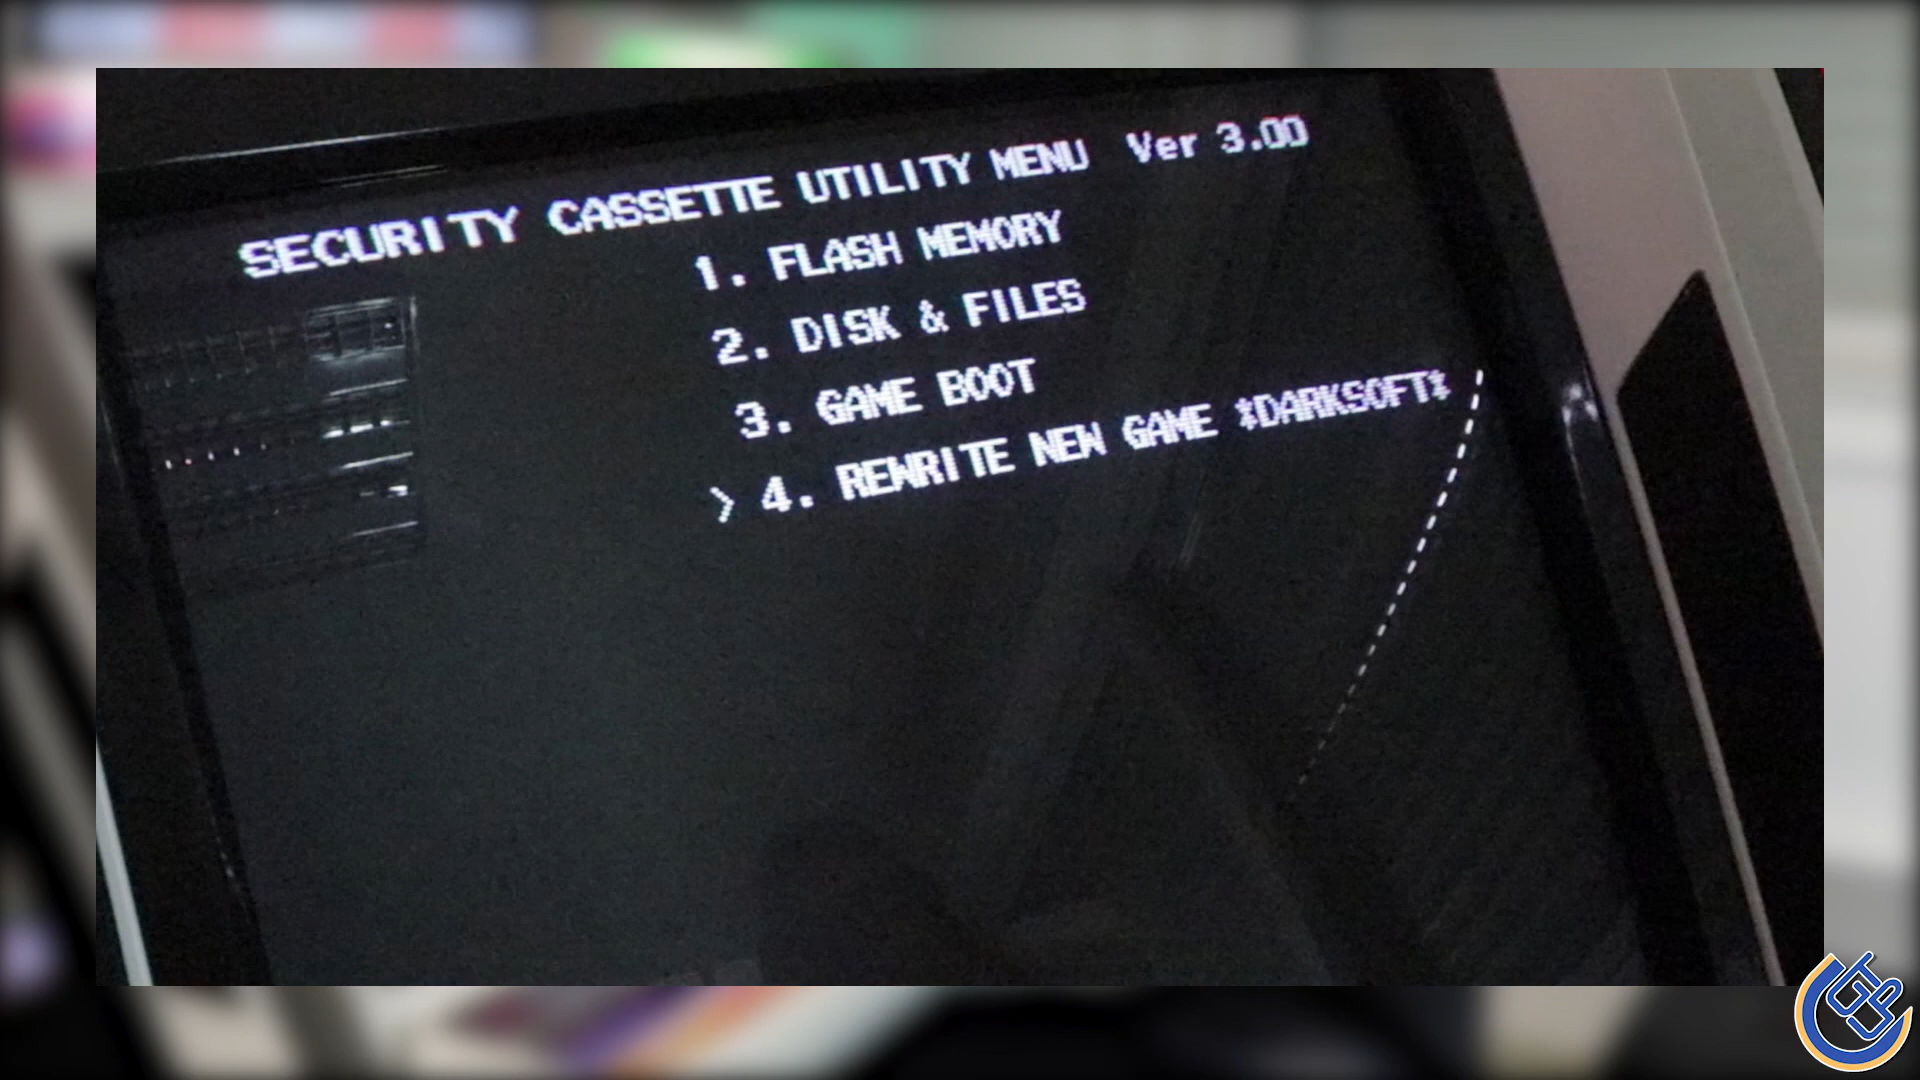 SECURITY CASSETTE UTILITY MENU Ver 3.00
1. FLASH MEMORY
2. DISK & FILES
3. GAME BOOT
> 4. REWRITE NEW GAME *DARKSOFT*